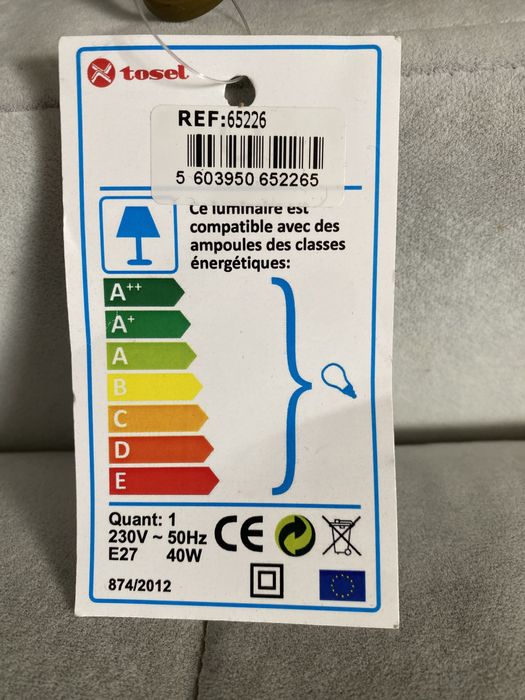 tosel
REF:65226
5 603950 652265
Ce luminaire est
compatible avec des
ampoules des classes
énergétiques:
A++
A+
A
B
C
D
E
Quant: 1
230V ~ 50Hz
E27 40W
CE
874/2012